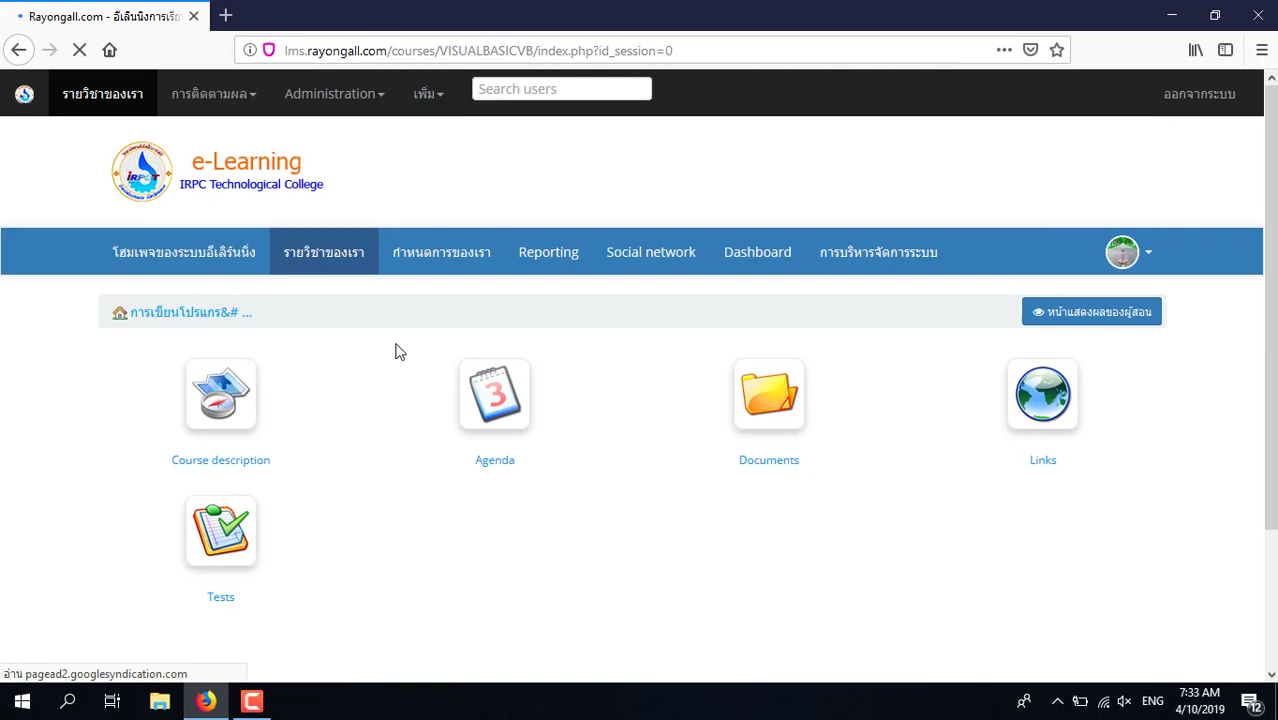 Rayongall.com - อีเลินนิงการเรีย
lms.rayongall.com/courses/VISUALBASICVB/index.php?id_session=0
รายวิชาของเรา การติดตามผล Administration เพิ่ม Search users ออกจากระบบ
e-Learning
IRPC Technological College
โฮมเพจของระบบอีเลิร์นนิ่ง รายวิชาของเรา กำหนดการของเรา Reporting Social network Dashboard การบริหารจัดการระบบ
การเขียนโปรแกร&# ... หน้าแสดงผลของผู้สอน
3
Course description Agenda Documents Links
Tests
อ่าน pagead2.googlesyndication.com
ENG 7:33 AM
4/10/2019 12